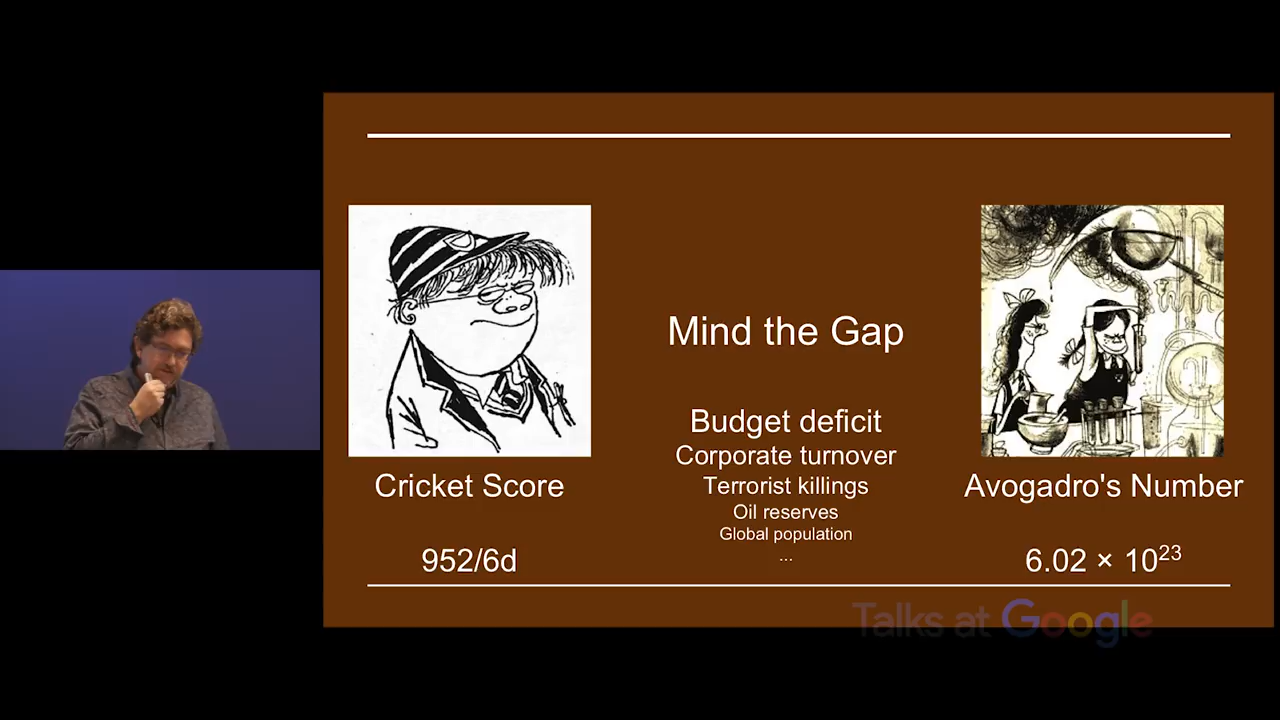 Mind the Gap
Budget deficit
Corporate turnover
Terrorist killings
Oil reserves
Global population
...
Cricket Score
952/6d
Avogadro's Number
6.02 × 10²³
Talks at Google